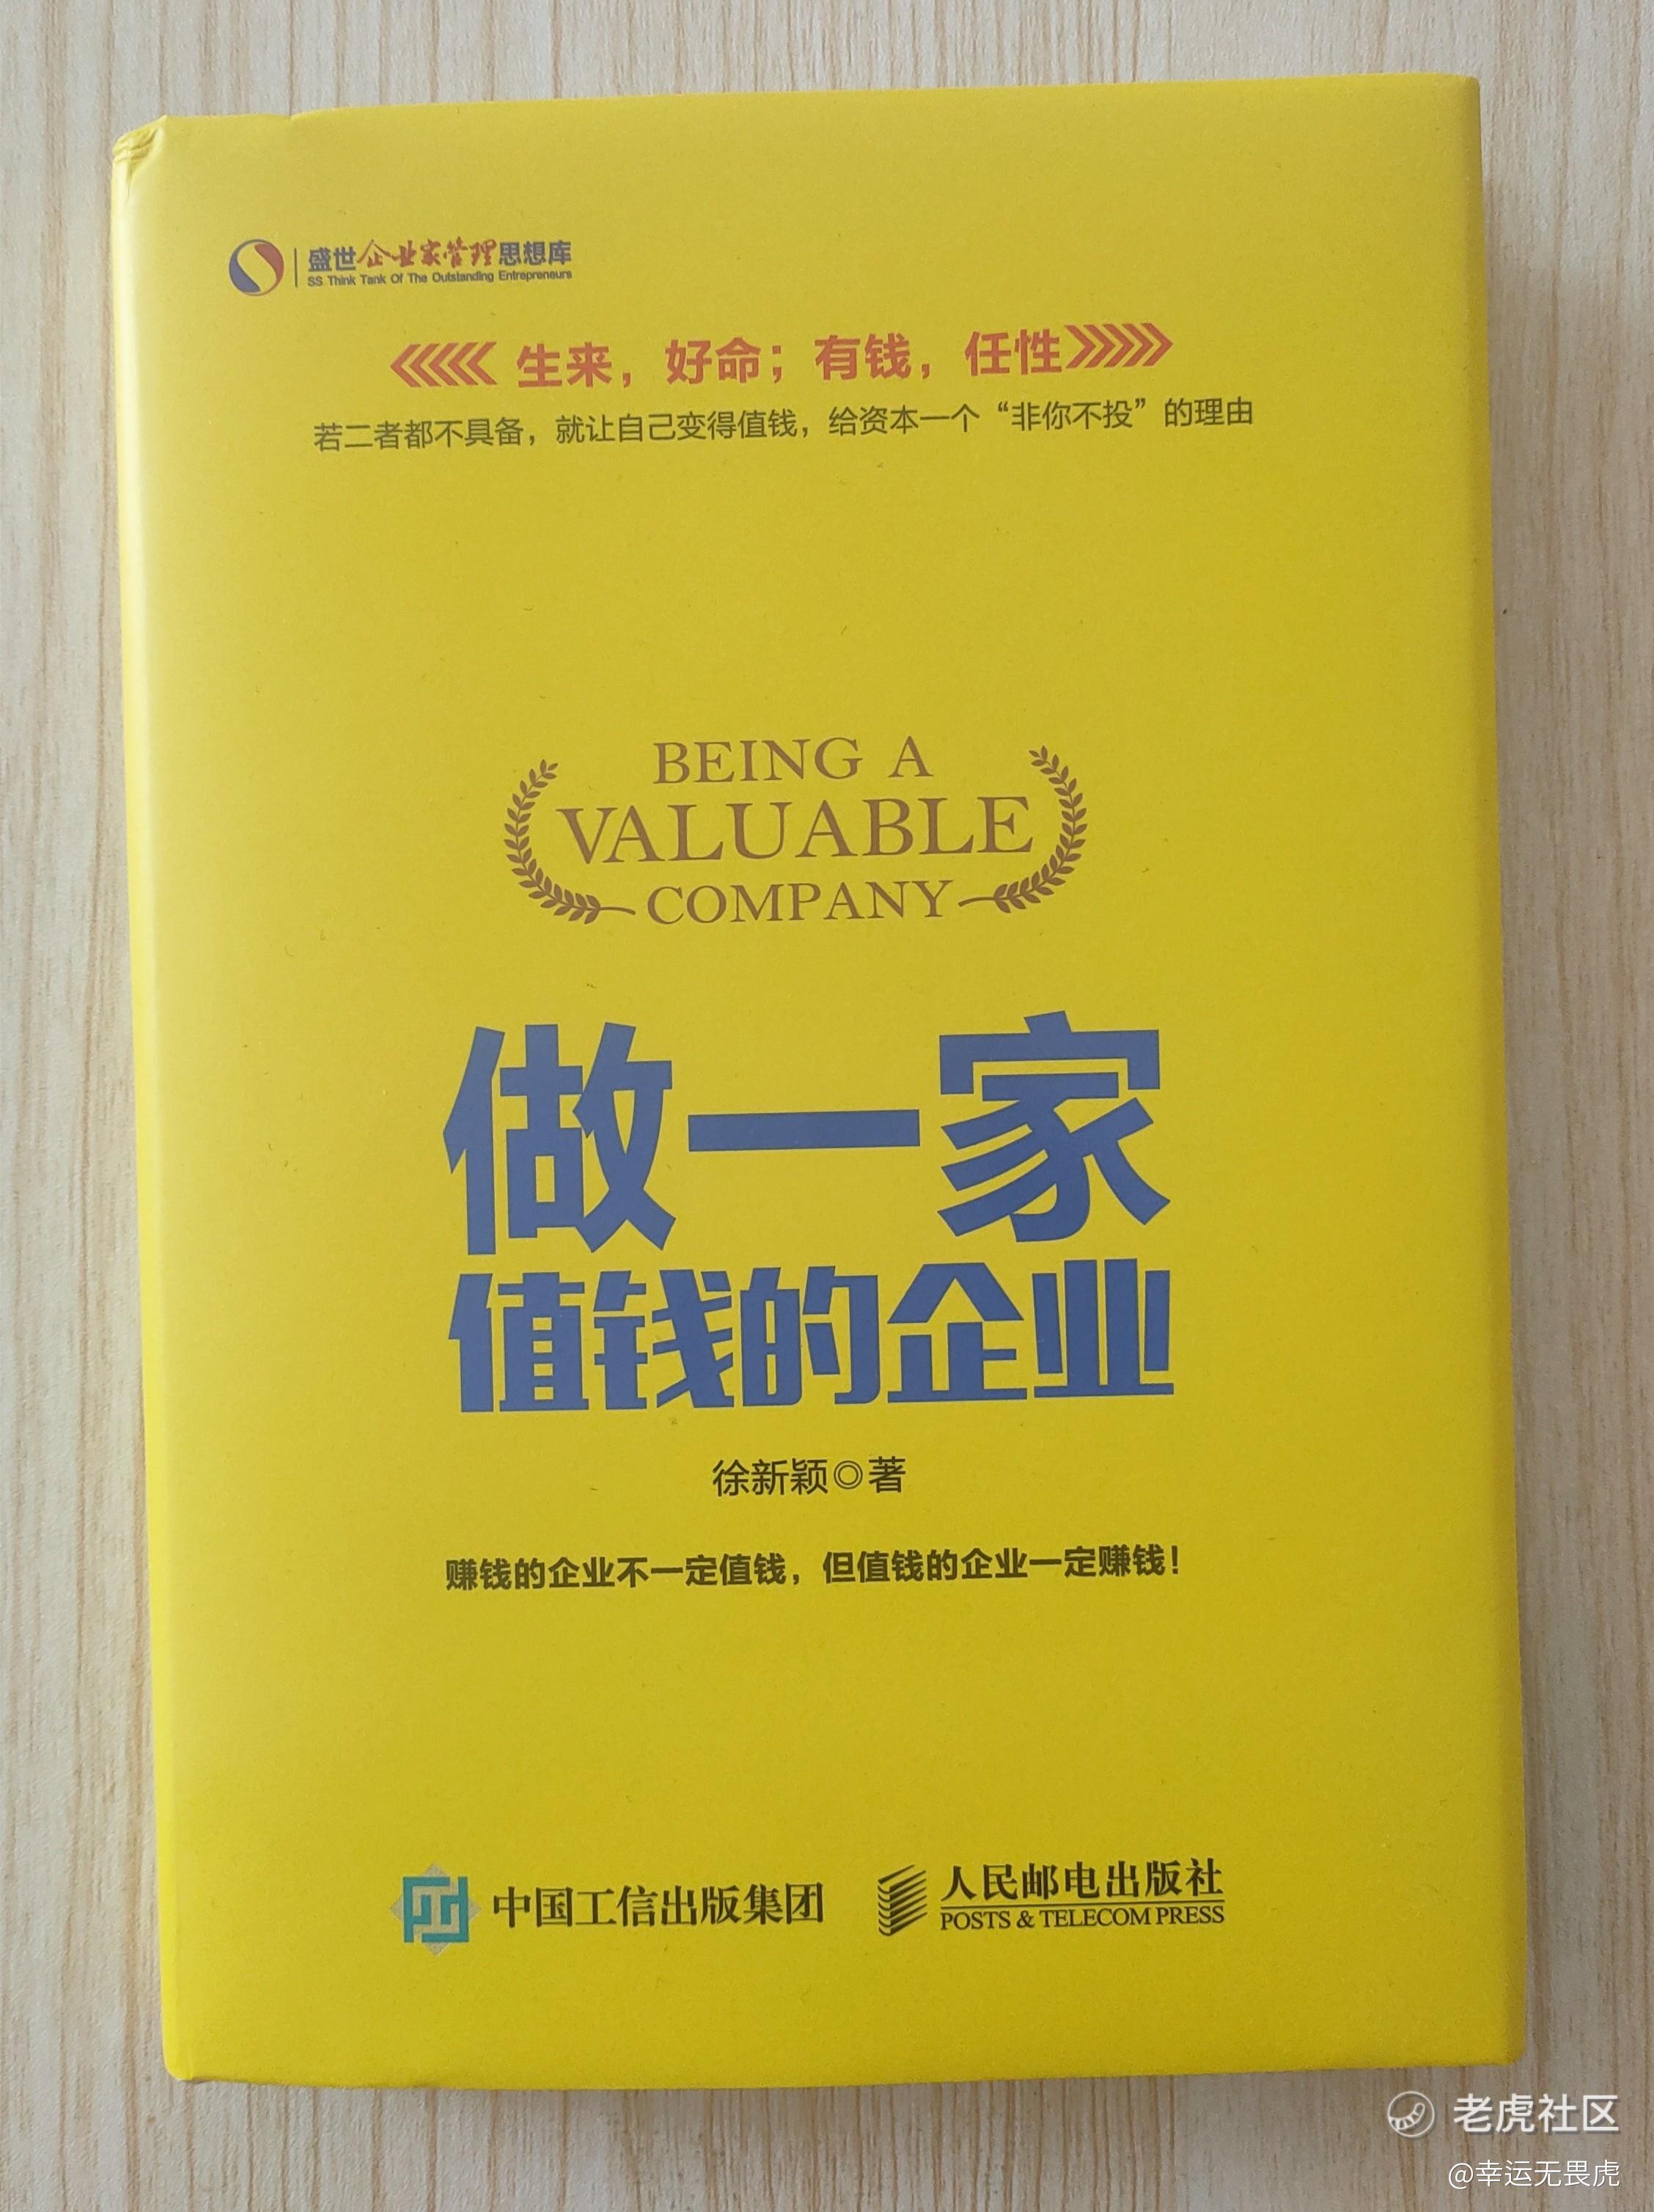 盛世企业家管理思想库
SS Think Tank Of The Outstanding Entrepreneurs
生来，好命；有钱，任性
若二者都不具备，就让自己变得值钱，给资本一个“非你不投”的理由
BEING A
VALUABLE
COMPANY
做一家
值钱的企业
徐新颖◎著
赚钱的企业不一定值钱，但值钱的企业一定赚钱！
中国工信出版集团
人民邮电出版社
POSTS & TELECOM PRESS
老虎社区
@幸运无畏虎